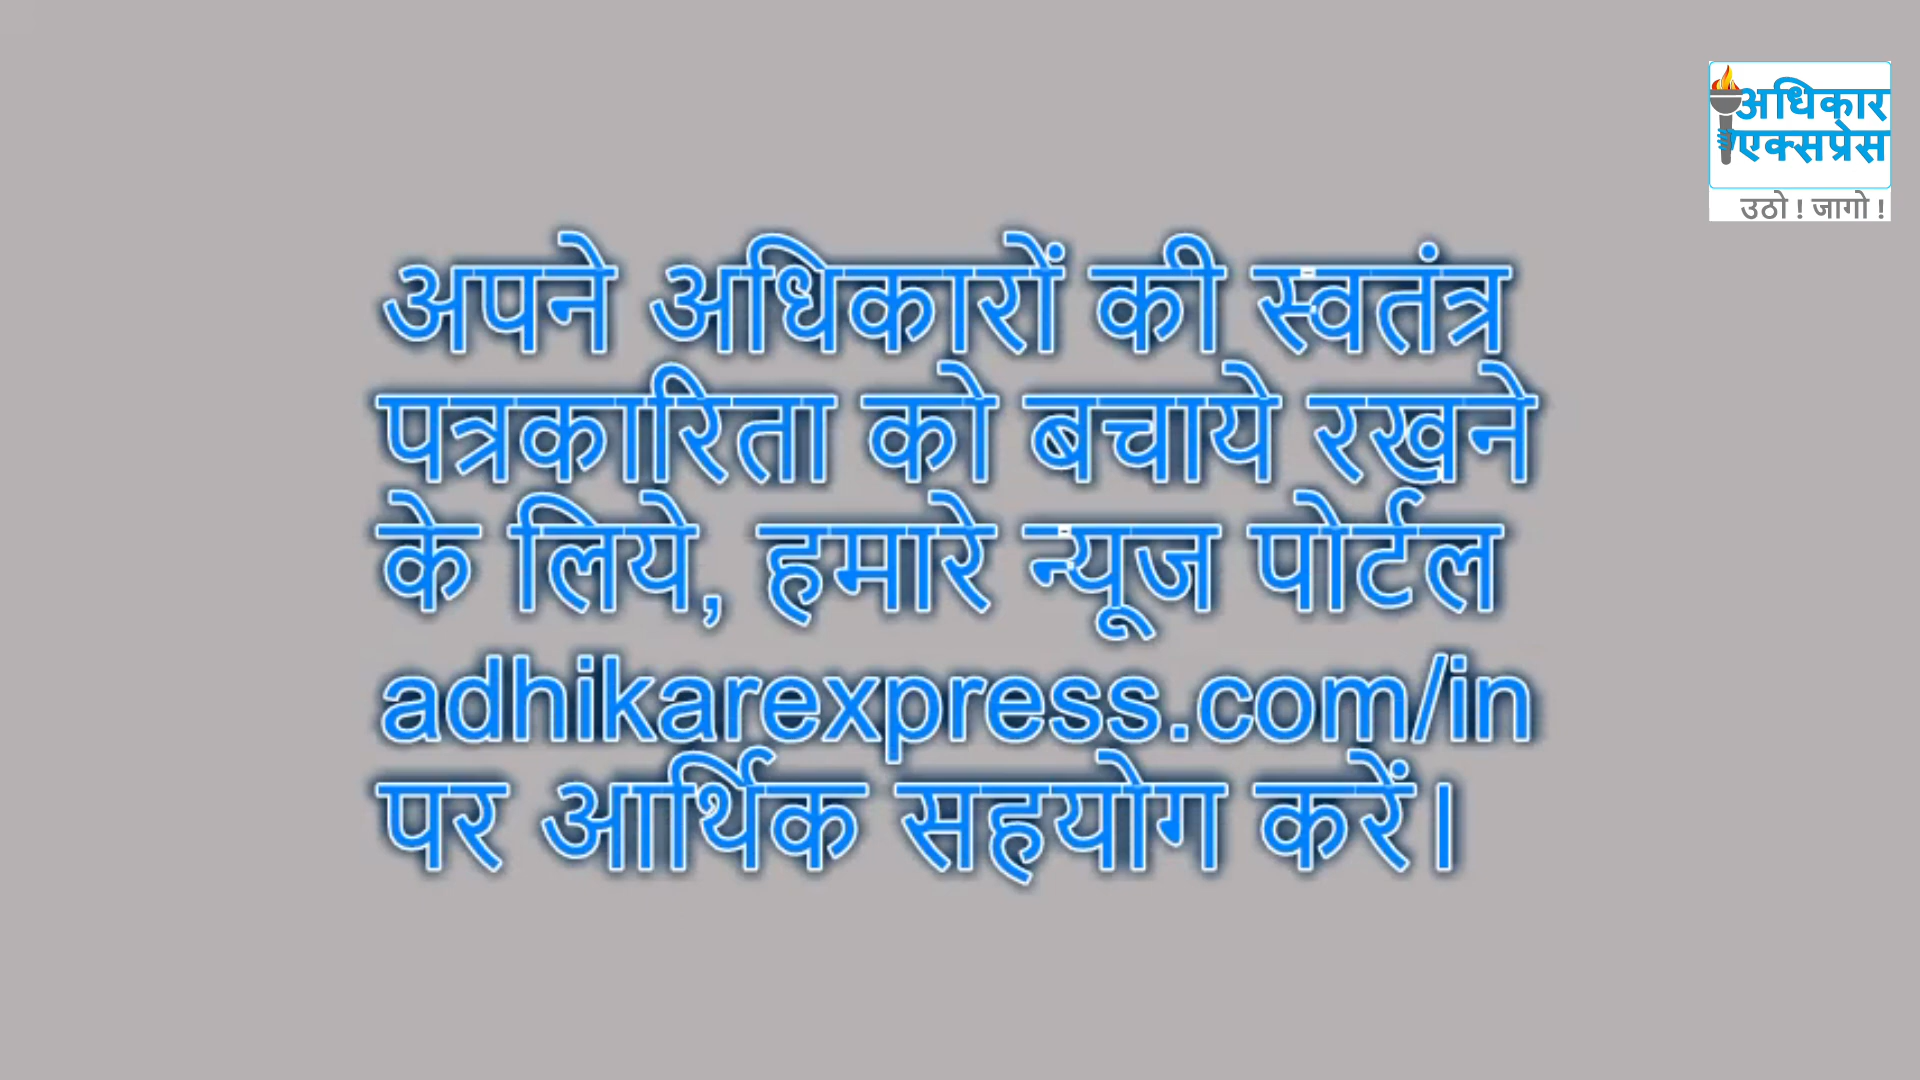 अधिकार
एक्सप्रेस
उठो ! जागो !
अपने अधिकारों की स्वतंत्र
पत्रकारिता को बचाये रखने
के लिये, हमारे न्यूज पोर्टल
adhikarexpress.com/in
पर आर्थिक सहयोग करें।